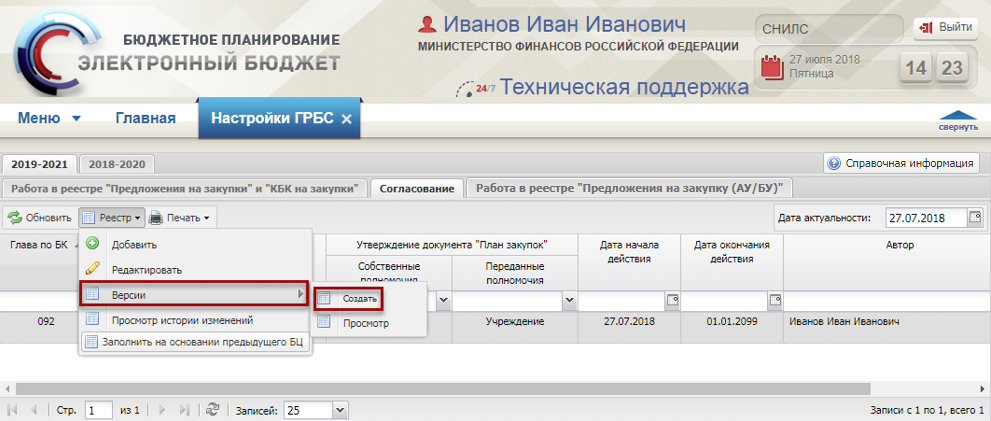 БЮДЖЕТНОЕ ПЛАНИРОВАНИЕ
ЭЛЕКТРОННЫЙ БЮДЖЕТ
Иванов Иван Иванович
МИНИСТЕРСТВО ФИНАНСОВ РОССИЙСКОЙ ФЕДЕРАЦИИ
24/7 Техническая поддержка
СНИЛС
Выйти
27 июля 2018
Пятница
14 23
Меню Главная Настройки ГРБС
свернуть
2019-2021 2018-2020
Справочная информация
Работа в реестре "Предложения на закупки" и "КБК на закупки" Согласование Работа в реестре "Предложения на закупку (АУ/БУ)"
Обновить Реестр Печать
Дата актуальности: 27.07.2018
Глава по БК
Утверждение документа "План закупок"
Дата начала действия
Дата окончания действия
Автор
Собственные полномочия
Переданные полномочия
Добавить
Редактировать
Версии
Создать
Просмотр
Просмотр истории изменений
Заполнить на основании предыдущего БЦ
092 Учреждение 27.07.2018 01.01.2099 Иванов Иван Иванович
Стр. 1 из 1 Записей: 25
Записи с 1 по 1, всего 1